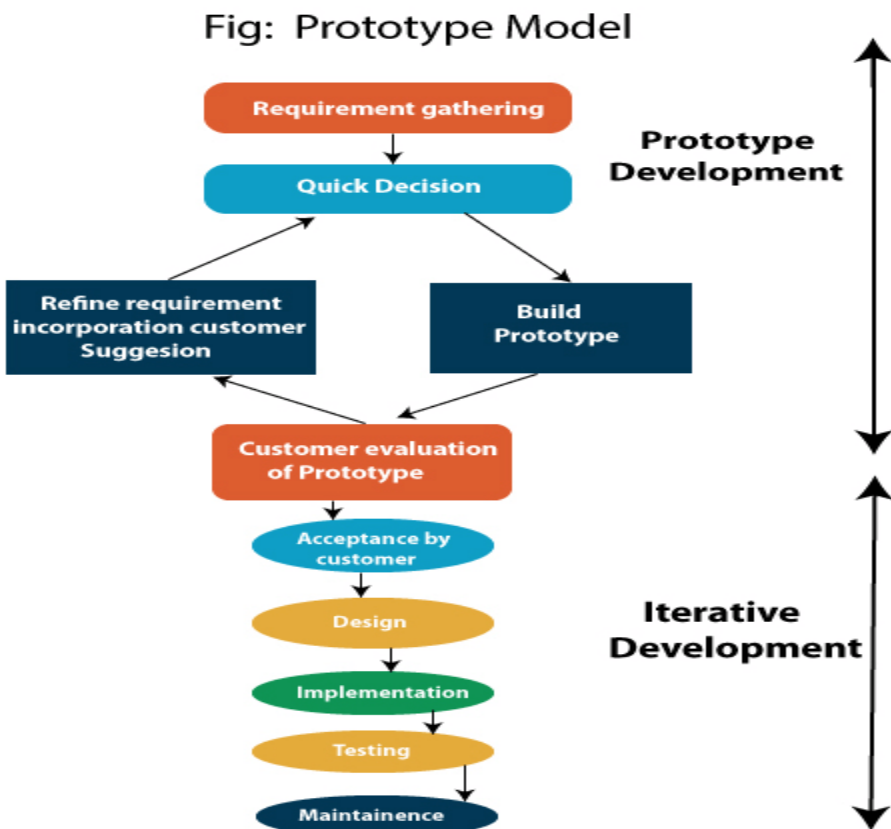 Fig: Prototype Model
Requirement gathering
Prototype
Development
Quick Decision
Refine requirement
incorporation customer
Suggesion
Build
Prototype
Customer evaluation
of Prototype
Acceptance by
customer
Design
Iterative
Development
Implementation
Testing
Maintainence